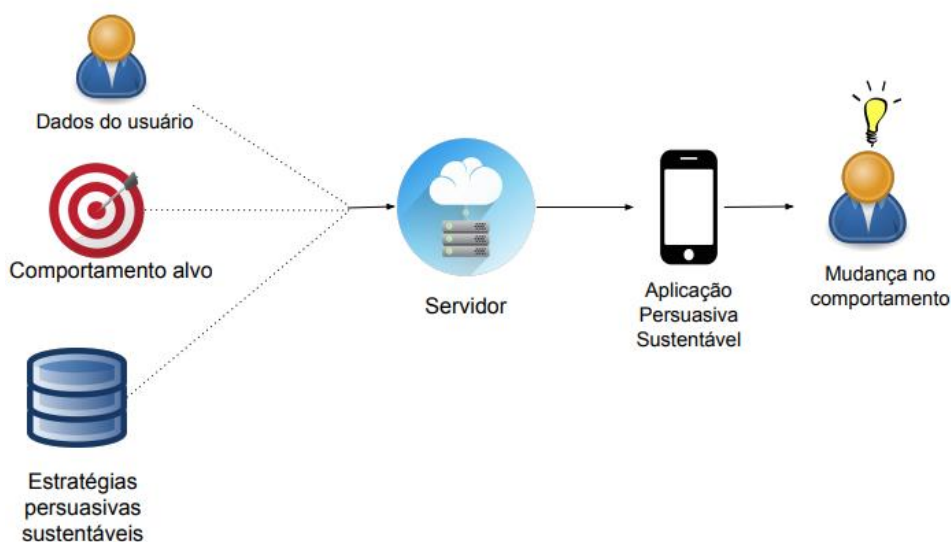 Dados do usuário
Comportamento alvo
Estratégias
persuasivas
sustentáveis
Servidor
Aplicação
Persuasiva
Sustentável
Mudança no
comportamento